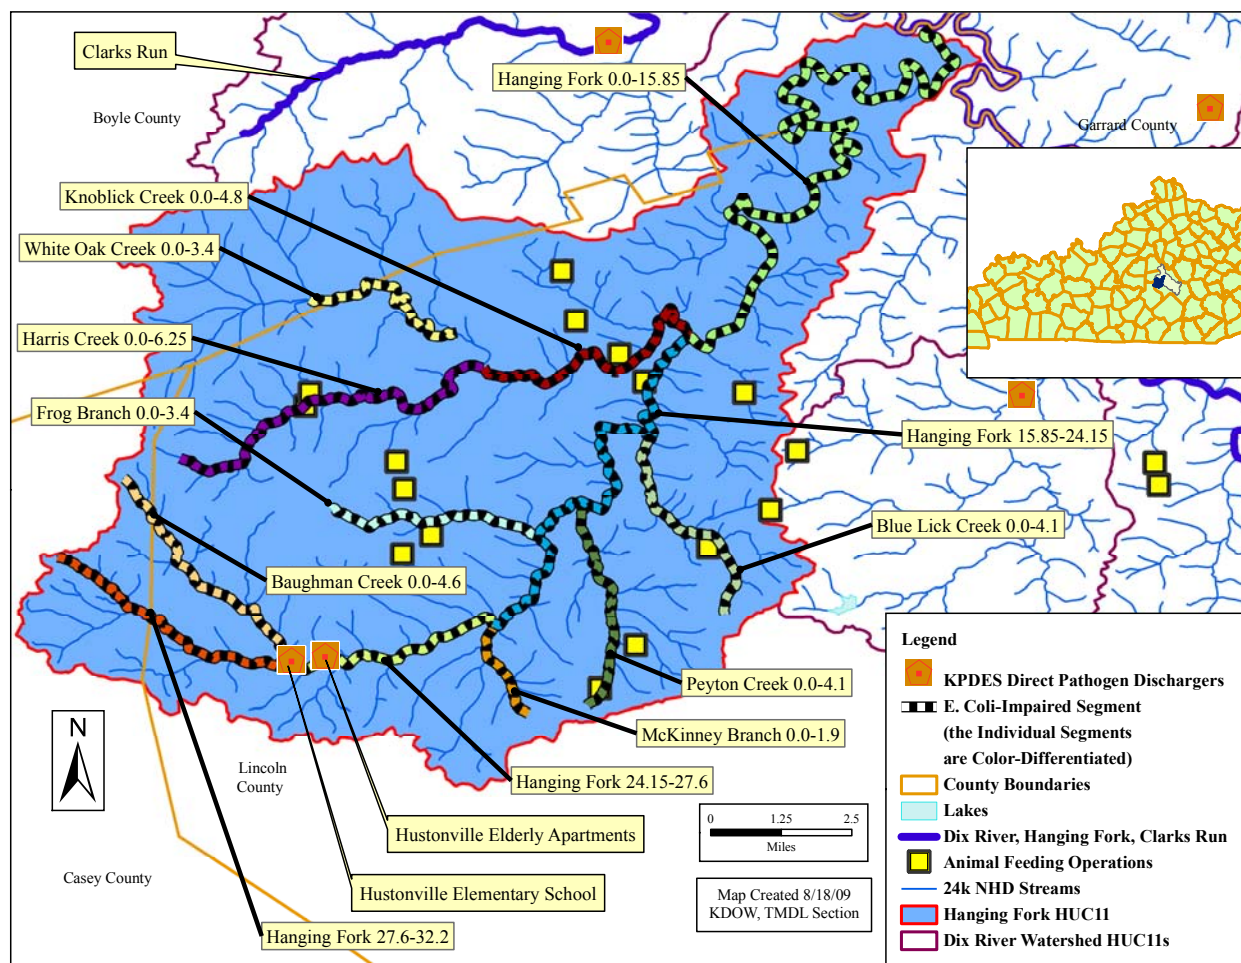 Clarks Run
Hanging Fork 0.0-15.85
Boyle County
Garrard County
Knoblick Creek 0.0-4.8
White Oak Creek 0.0-3.4
Harris Creek 0.0-6.25
Frog Branch 0.0-3.4
Hanging Fork 15.85-24.15
Blue Lick Creek 0.0-4.1
Baughman Creek 0.0-4.6
Peyton Creek 0.0-4.1
McKinney Branch 0.0-1.9
N
Lincoln
County
Hanging Fork 24.15-27.6
Hustonville Elderly Apartments
Casey County
Hustonville Elementary School
Hanging Fork 27.6-32.2
0 1.25 2.5
Miles
Map Created 8/18/09
KDOW, TMDL Section
Legend
KPDES Direct Pathogen Dischargers
E. Coli-Impaired Segment
(the Individual Segments
are Color-Differentiated)
County Boundaries
Lakes
Dix River, Hanging Fork, Clarks Run
Animal Feeding Operations
24k NHD Streams
Hanging Fork HUC11
Dix River Watershed HUC11s